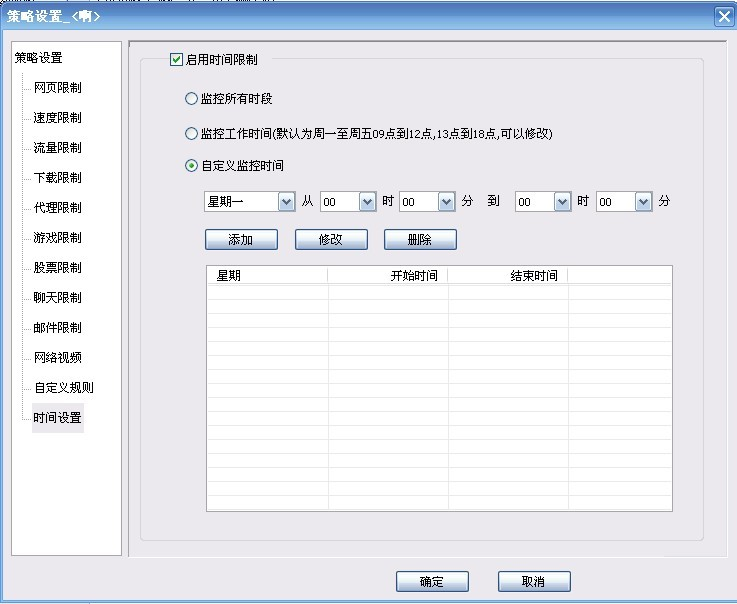 策略设置_<啊>
策略设置
网页限制
速度限制
流量限制
下载限制
代理限制
游戏限制
股票限制
聊天限制
邮件限制
网络视频
自定义规则
时间设置
启用时间限制
监控所有时段
监控工作时间(默认为周一至周五09点到12点,13点到18点,可以修改)
自定义监控时间
星期一 从 00 时 00 分 到 00 时 00 分
添加 修改 删除
星期 开始时间 结束时间
确定 取消